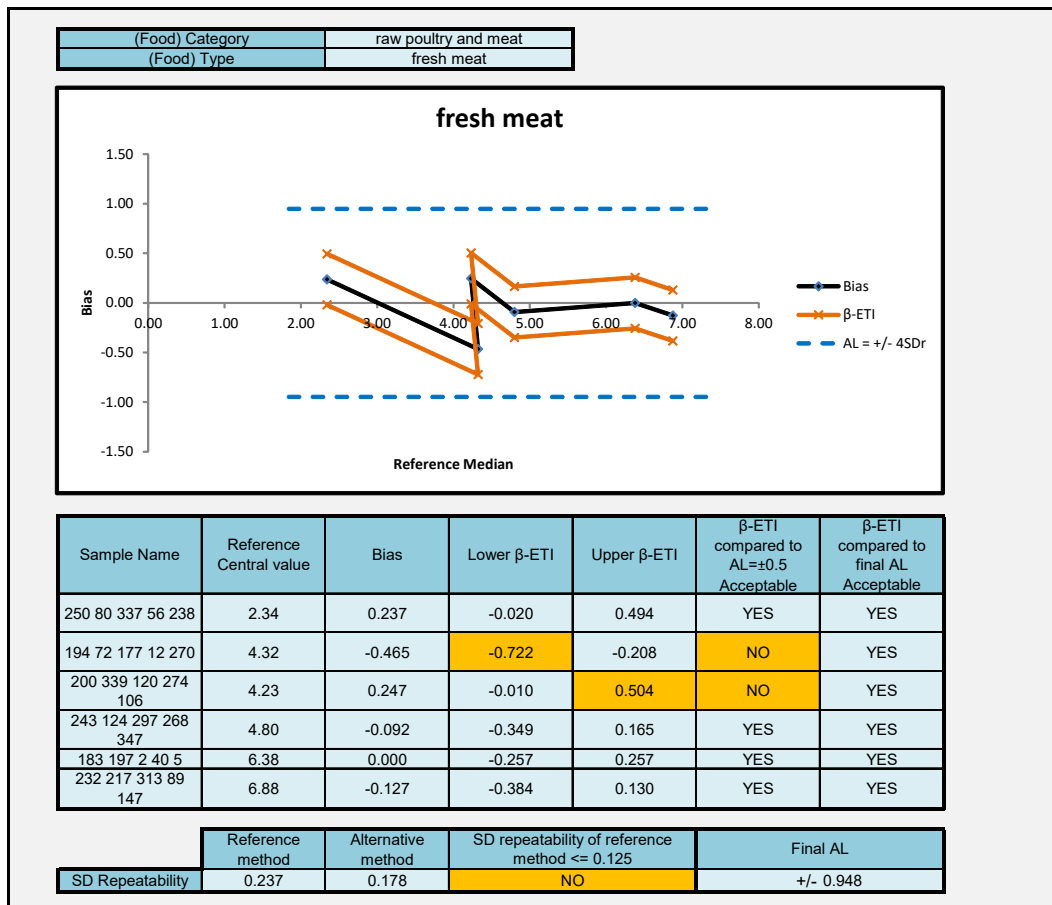 (Food) Category raw poultry and meat
(Food) Type fresh meat
fresh meat
1.50
1.00
0.50
0.00
-0.50
-1.00
-1.50
0.00 1.00 2.00 3.00 4.00 5.00 6.00 7.00 8.00
Bias
Reference Median
Bias
β-ETI
AL = +/- 4SDr
Sample Name Reference Central value Bias Lower β-ETI Upper β-ETI β-ETI compared to AL=±0.5 Acceptable β-ETI compared to final AL Acceptable
250 80 337 56 238 2.34 0.237 -0.020 0.494 YES YES
194 72 177 12 270 4.32 -0.465 -0.722 -0.208 NO YES
200 339 120 274 106 4.23 0.247 -0.010 0.504 NO YES
243 124 297 268 347 4.80 -0.092 -0.349 0.165 YES YES
183 197 2 40 5 6.38 0.000 -0.257 0.257 YES YES
232 217 313 89 147 6.88 -0.127 -0.384 0.130 YES YES
Reference method Alternative method SD repeatability of reference method <= 0.125 Final AL
SD Repeatability 0.237 0.178 NO +/- 0.948